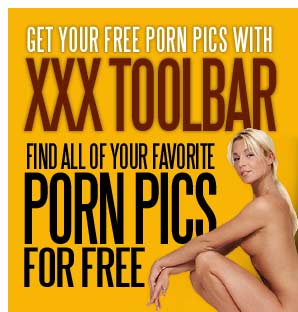 GET YOUR FREE PORN PICS WITH
XXX TOOLBAR
FIND ALL OF YOUR FAVORITE
PORN PICS
FOR FREE